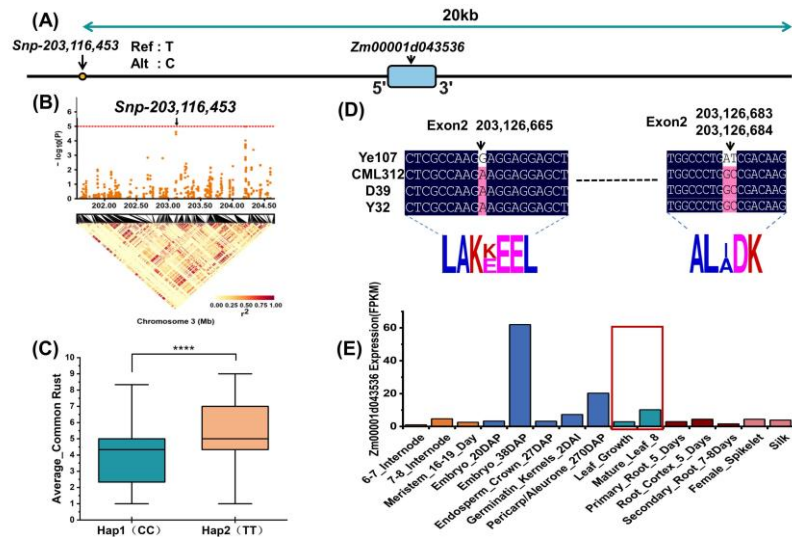 (A)
20kb
Snp-203,116,453
Ref : T
Alt : C
Zm00001d043536
5'
3'
(B)
Snp-203,116,453
− log10(P)
6
5
4
3
2
1
0
202.00 202.50 203.00 203.50 204.00 204.50
0.00 0.25 0.50 0.75 1.00
r2
Chromosome 3 (Mb)
(C)
****
Average_Common Rust
10
9
8
7
6
5
4
3
2
1
0
Hap1（CC） Hap2（TT）
(D)
Exon2 203,126,665
Exon2 203,126,683
203,126,684
Ye107 CTCGCCAAGGAGGAGGAGCT TGGCCCTGATCGACAAG
CML312 CTCGCCAAGAAGGAGGAGCT TGGCCCTGGCCGACAAG
D39 CTCGCCAAGAAGGAGGAGCT TGGCCCTGGCCGACAAG
Y32 CTCGCCAAGAAGGAGGAGCT TGGCCCTGGCCGACAAG
LAKKEEL
E
ALIDK
A
(E)
Zm00001d043536 Expression(FPKM)
60
40
20
0
6-7_Internode
7-8_Internode
Meristem_16-19_Day
Embryo_20DAP
Embryo_38DAP
Endosperm_Crown_27DAP
Germinatin_Kernels_2DAI
Pericarp/Aleurone_270DAP
Leaf_Growth
Mature_Leaf_8
Primary_Root_5_Days
Root_Cortex_5_Days
Secondary_Root_7-8Days
Female_Spikelet
Silk